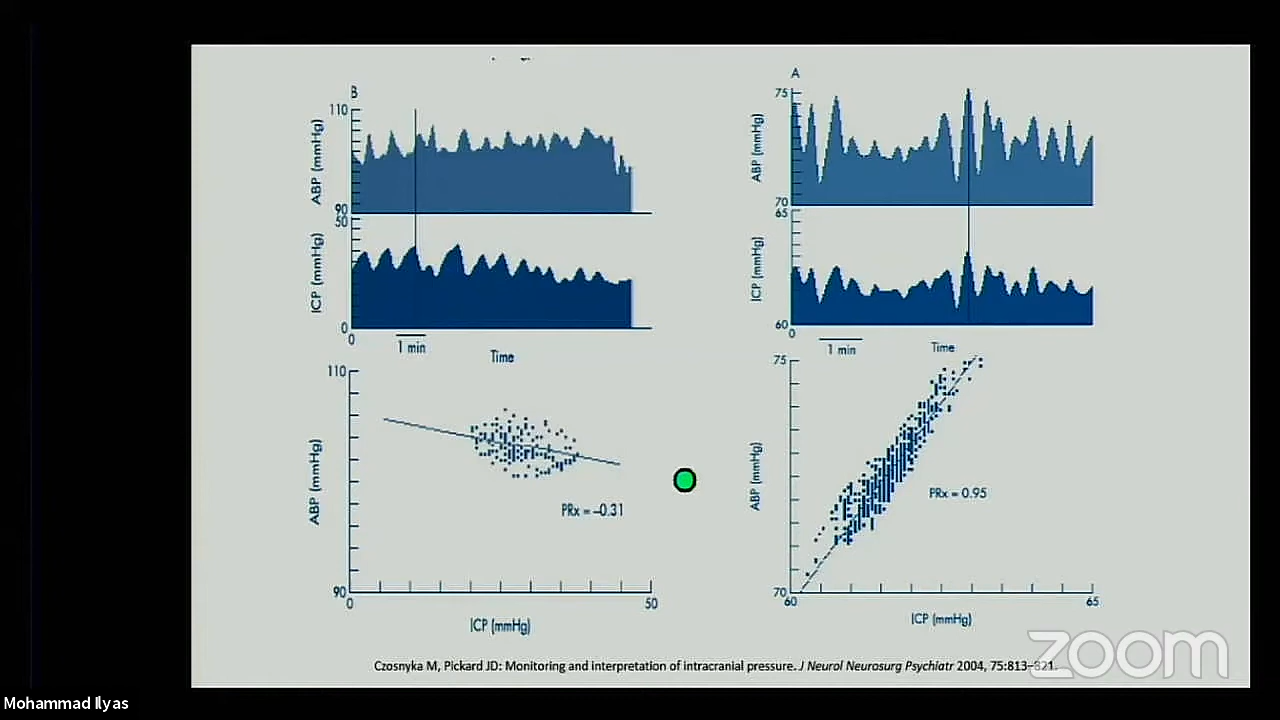 B
110
ABP (mmHg)
90
50
ICP (mmHg)
0
0
1 min
Time
110
ABP (mmHg)
PRx = –0.31
90
0
50
ICP (mmHg)
A
75
ABP (mmHg)
70
65
ICP (mmHg)
60
0
1 min
Time
75
ABP (mmHg)
PRx = 0.95
70
60
65
ICP (mmHg)
Czosnyka M, Pickard JD: Monitoring and interpretation of intracranial pressure. J Neurol Neurosurg Psychiatr 2004, 75:813–821.
zoom
Mohammad Ilyas